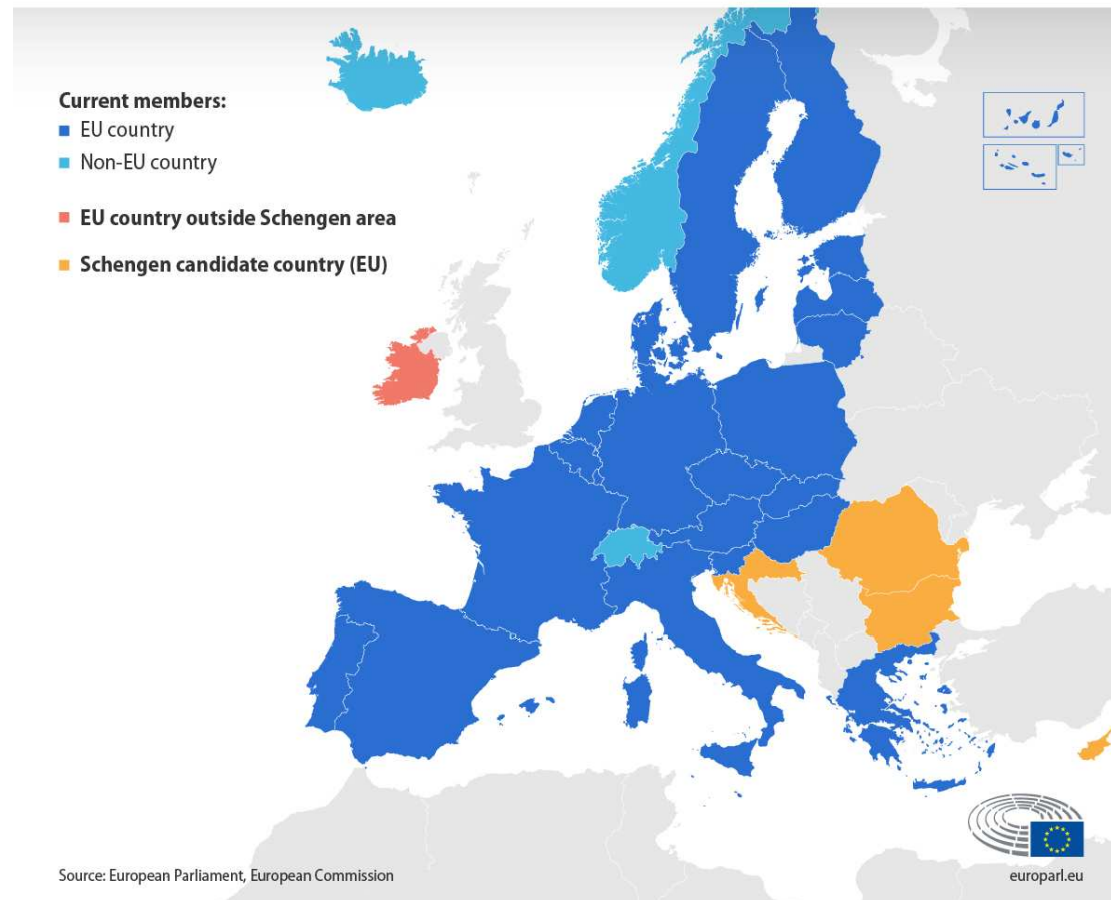 Current members:
EU country
Non-EU country
EU country outside Schengen area
Schengen candidate country (EU)
Source: European Parliament, European Commission
europarl.eu